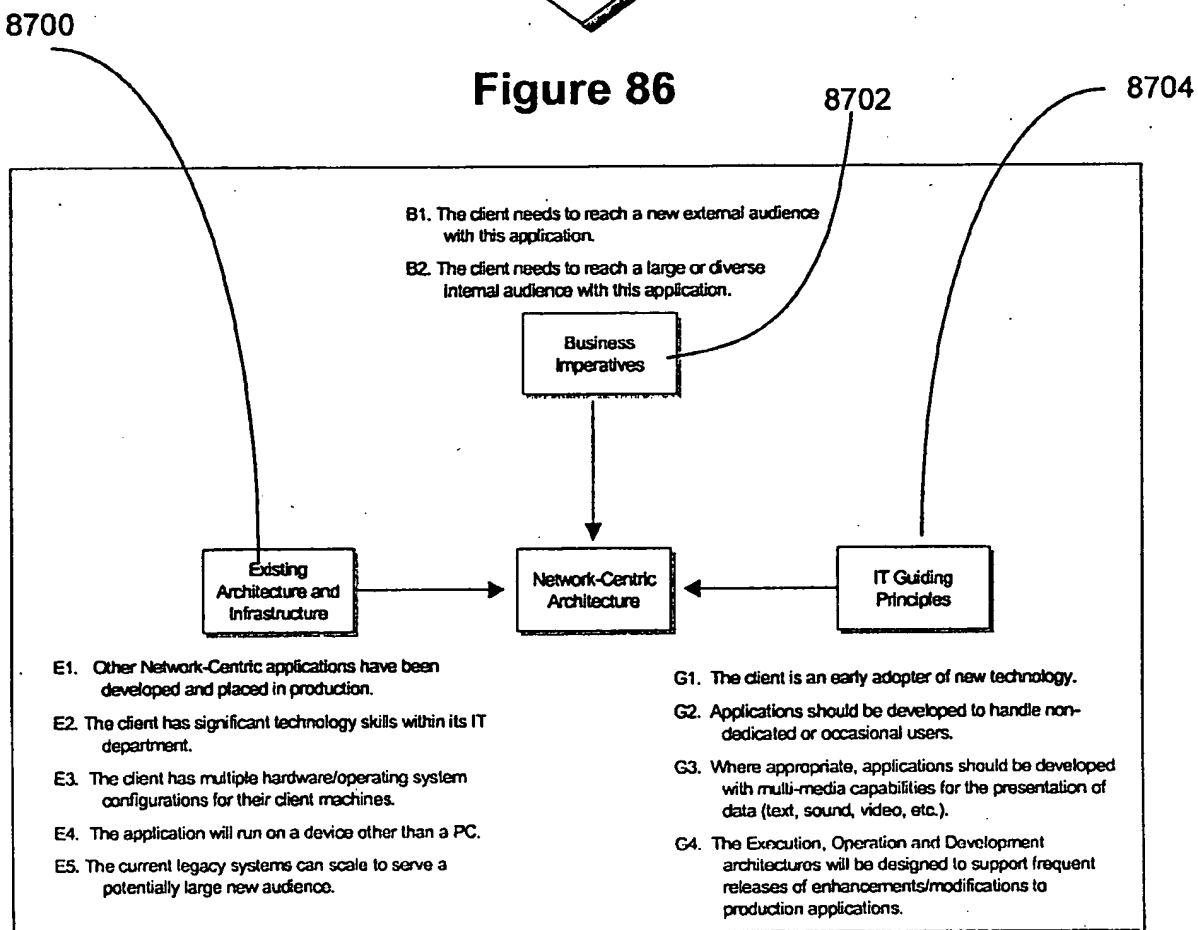 8700
Figure 86
8702
8704
B1. The client needs to reach a new external audience
with this application.
B2. The client needs to reach a large or diverse
internal audience with this application.
Business
Imperatives
Existing
Architecture and
Infrastructure
Network-Centric
Architecture
IT Guiding
Principles
E1. Other Network-Centric applications have been
developed and placed in production.
E2. The client has significant technology skills within its IT
department.
E3. The client has multiple hardware/operating system
configurations for their client machines.
E4. The application will run on a device other than a PC.
E5. The current legacy systems can scale to serve a
potentially large new audience.
G1. The client is an early adopter of new technology.
G2. Applications should be developed to handle non-
dedicated or occasional users.
G3. Where appropriate, applications should be developed
with multi-media capabilities for the presentation of
data (text, sound, video, etc.).
G4. The Execution, Operation and Development
architectures will be designed to support frequent
releases of enhancements/modifications to
production applications.